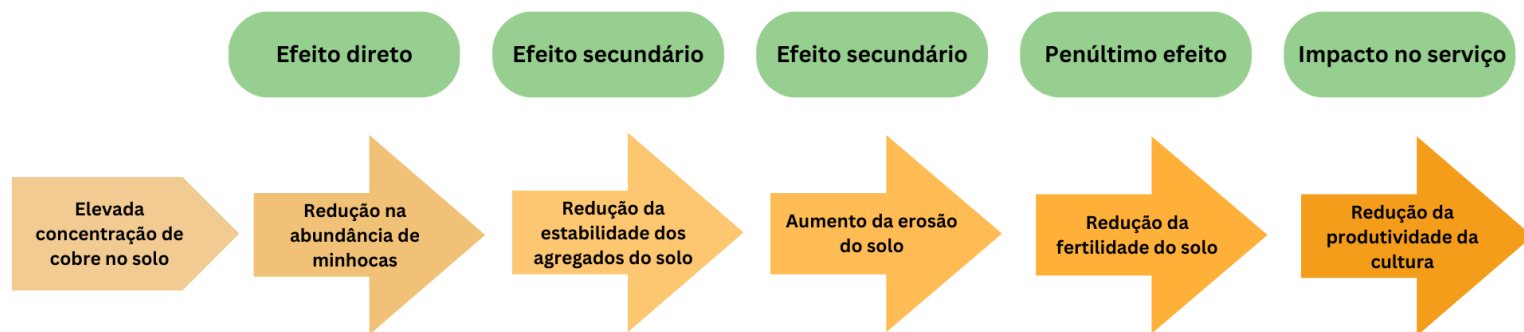 Efeito direto
Efeito secundário
Efeito secundário
Penúltimo efeito
Impacto no serviço
Elevada
concentração de
cobre no solo
Redução na
abundância de
minhocas
Redução da
estabilidade dos
agregados do solo
Aumento da erosão
do solo
Redução da
fertilidade do solo
Redução da
produtividade da
cultura